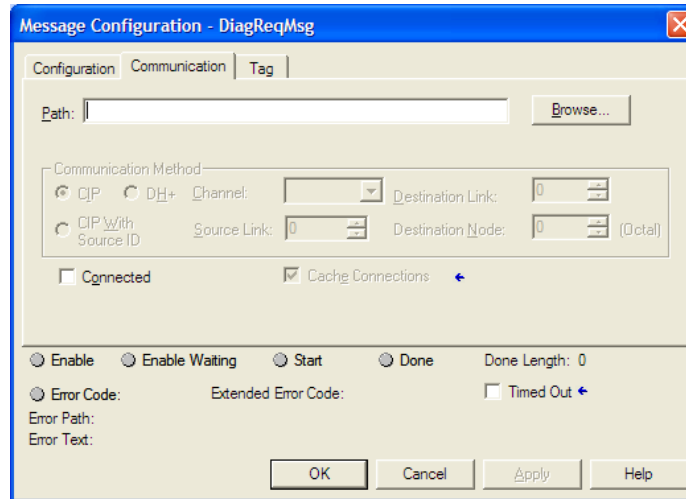 Message Configuration - DiagReqMsg
Configuration Communication Tag
Path: Browse...
Communication Method
CIP DH+ Channel: Destination Link: 0
CIP With Source ID Source Link: 0 Destination Node: 0 (Octal)
Connected Cache Connections
Enable Enable Waiting Start Done Done Length: 0
Error Code: Extended Error Code: Timed Out
Error Path:
Error Text:
OK Cancel Apply Help